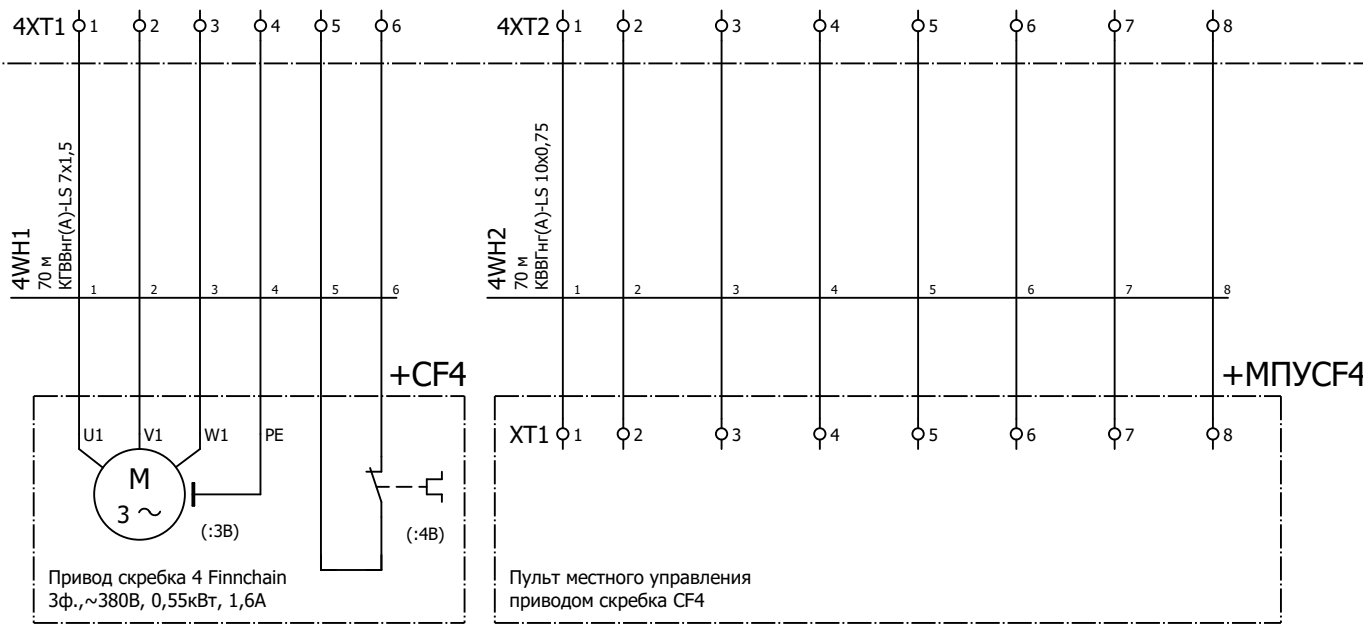 4XT1 1 2 3 4 5 6
4XT2 1 2 3 4 5 6 7 8
4WH1
70 м
КГВВнг(А)-LS 7x1,5
1 2 3 4 5 6
4WH2
70 м
КВВГнг(А)-LS 10x0,75
1 2 3 4 5 6 7 8
+CF4
U1 V1 W1 PE
M
3 ~
(:3B)
(:4B)
Привод скребка 4 Finnchain
3ф.,~380В, 0,55кВт, 1,6А
+МПУCF4
XT1 1 2 3 4 5 6 7 8
Пульт местного управления
приводом скребка CF4